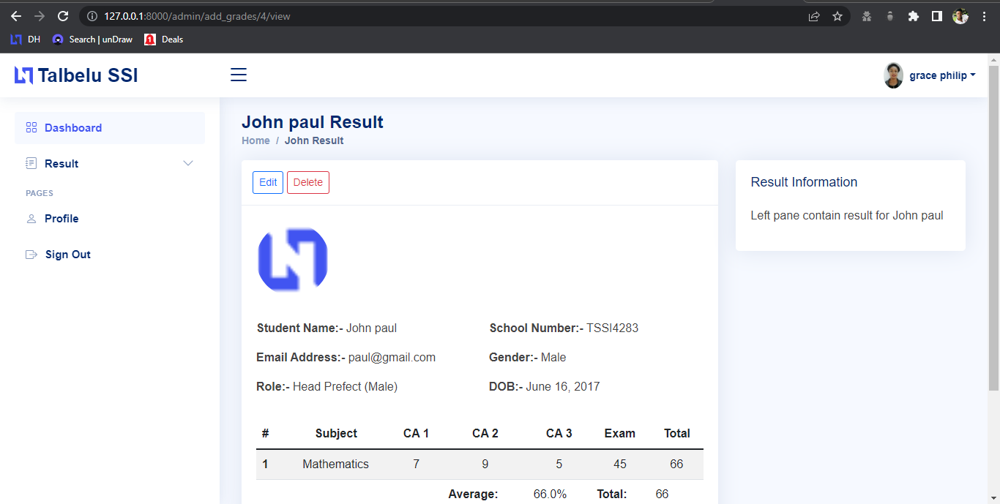 127.0.0.1:8000/admin/add_grades/4/view
DH Search | unDraw 1 Deals
Talbelu SSI
grace philip
Dashboard
Result
PAGES
Profile
Sign Out
John paul Result
Home / John Result
Edit Delete
Student Name:- John paul School Number:- TSSI4283
Email Address:- paul@gmail.com Gender:- Male
Role:- Head Prefect (Male) DOB:- June 16, 2017
# Subject CA 1 CA 2 CA 3 Exam Total
1 Mathematics 7 9 5 45 66
Average: 66.0% Total: 66
Result Information
Left pane contain result for John paul